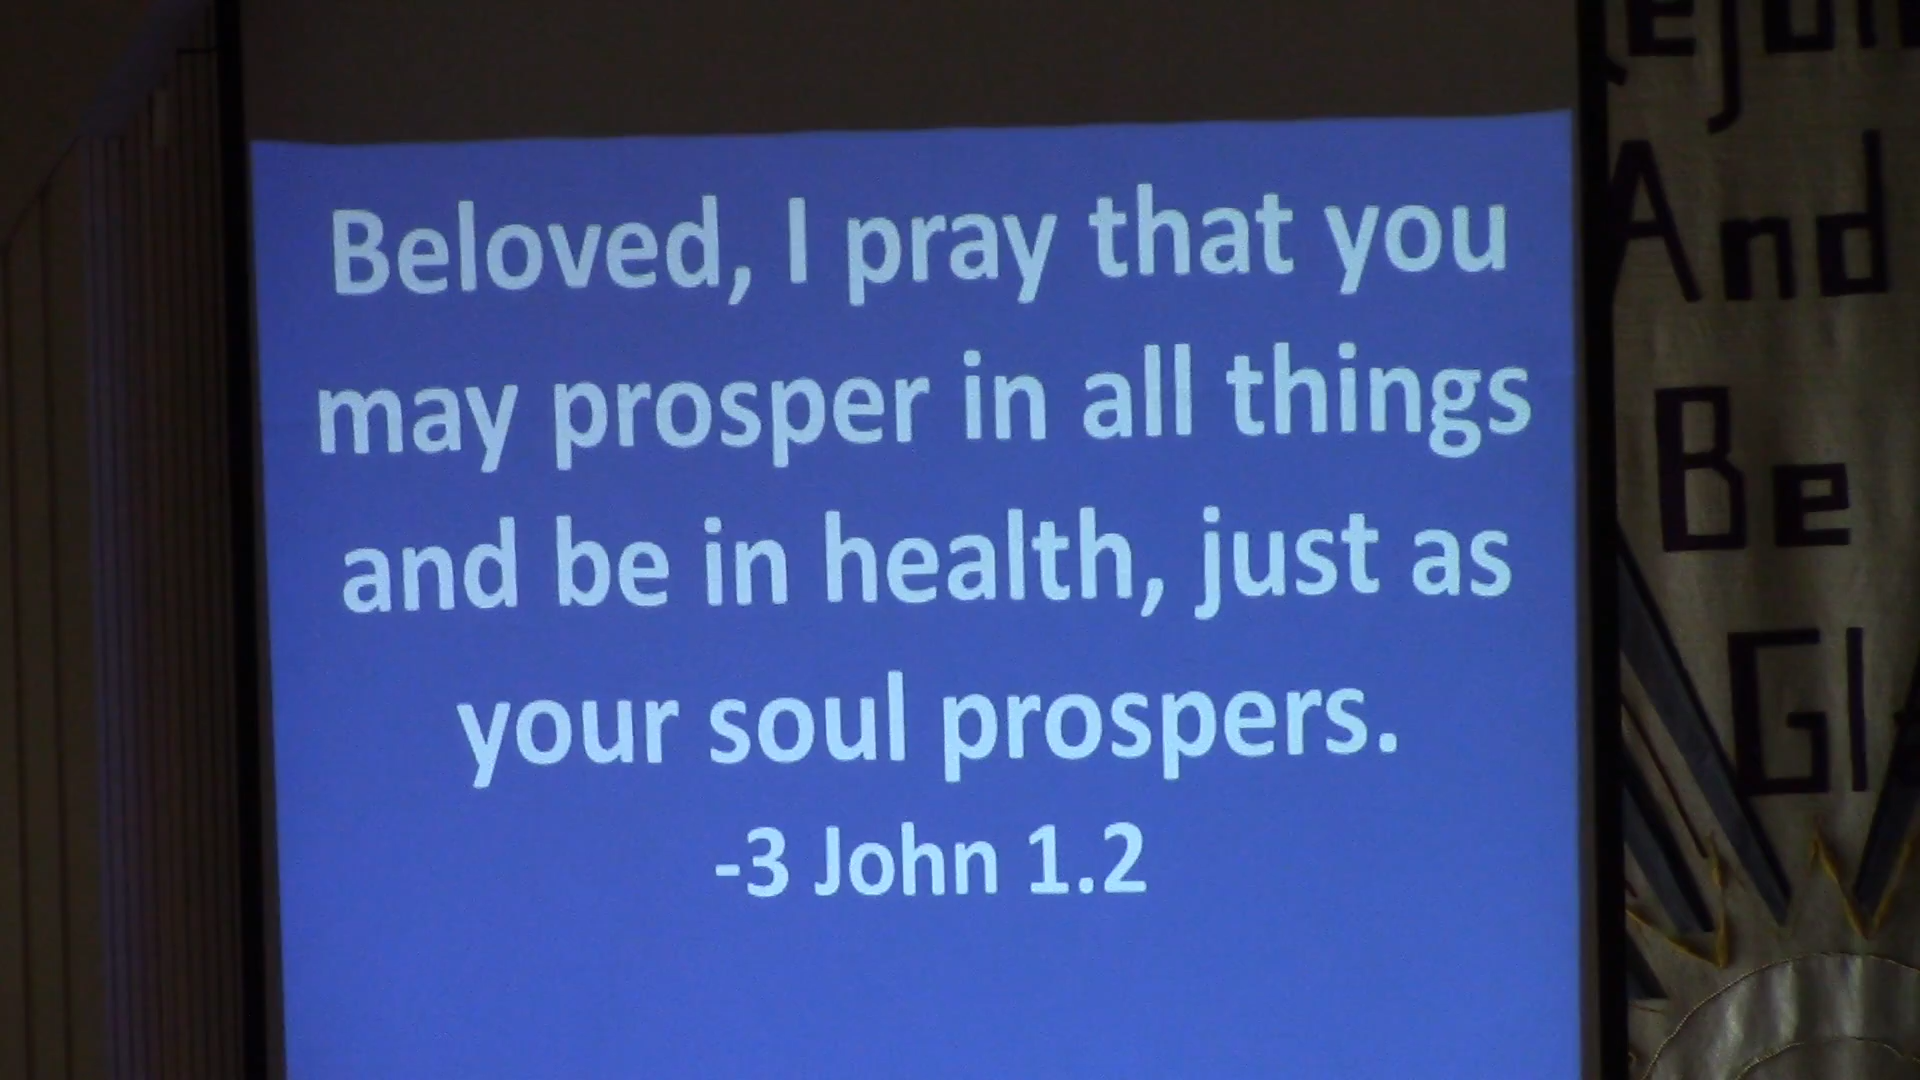 Beloved, I pray that you
may prosper in all things
and be in health, just as
your soul prospers.
-3 John 1.2
And
Be